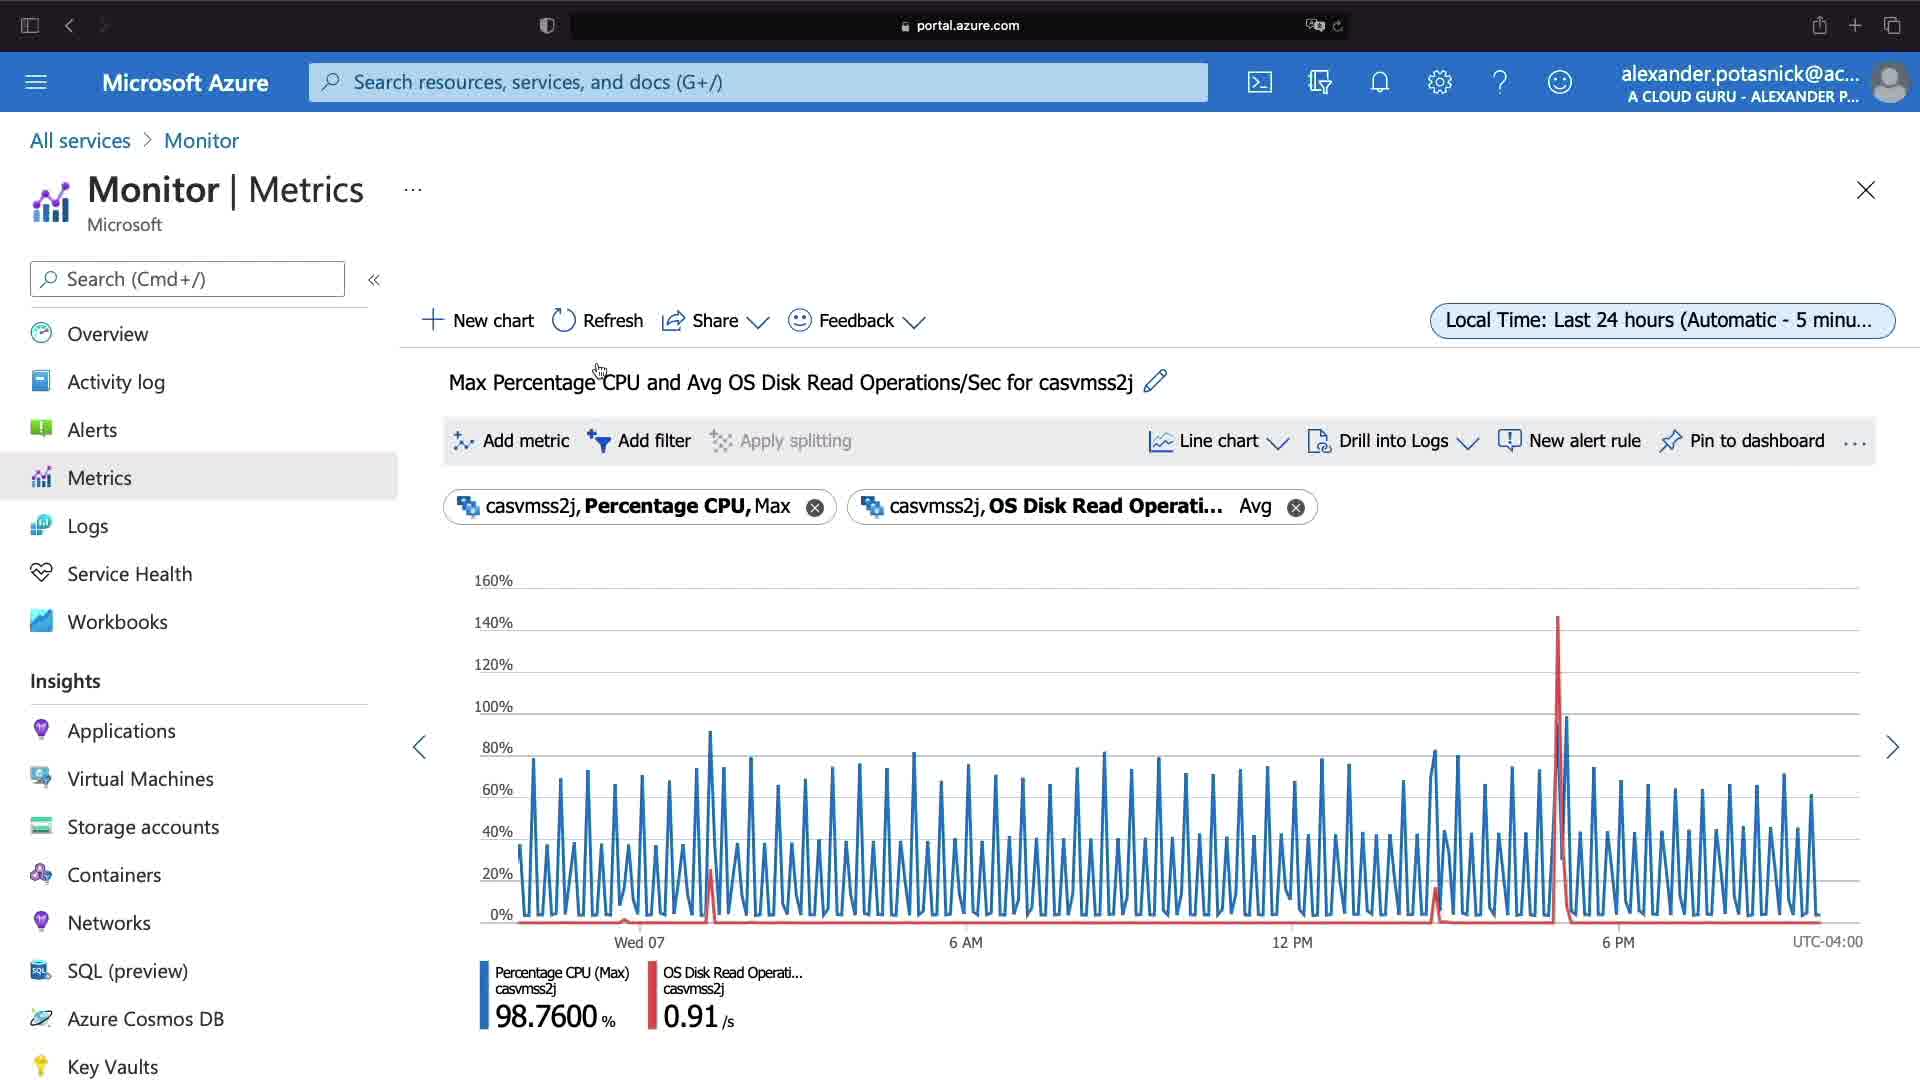 portal.azure.com
Microsoft Azure
Search resources, services, and docs (G+/)
alexander.potasnick@ac...
A CLOUD GURU - ALEXANDER P...
All services > Monitor
Monitor | Metrics ...
Microsoft
Search (Cmd+/)
«
Overview
Activity log
Alerts
Metrics
Logs
Service Health
Workbooks
Insights
Applications
Virtual Machines
Storage accounts
Containers
Networks
SQL (preview)
Azure Cosmos DB
Key Vaults
New chart
Refresh
Share
Feedback
Local Time: Last 24 hours (Automatic - 5 minu...
Max Percentage CPU and Avg OS Disk Read Operations/Sec for casvmss2j
Add metric
Add filter
Apply splitting
Line chart
Drill into Logs
New alert rule
Pin to dashboard
...
casvmss2j, Percentage CPU, Max
casvmss2j, OS Disk Read Operati... Avg
160%
140%
120%
100%
80%
60%
40%
20%
0%
Wed 07
6 AM
12 PM
6 PM
UTC-04:00
Percentage CPU (Max)
casvmss2j
98.7600 %
OS Disk Read Operati...
casvmss2j
0.91 /s